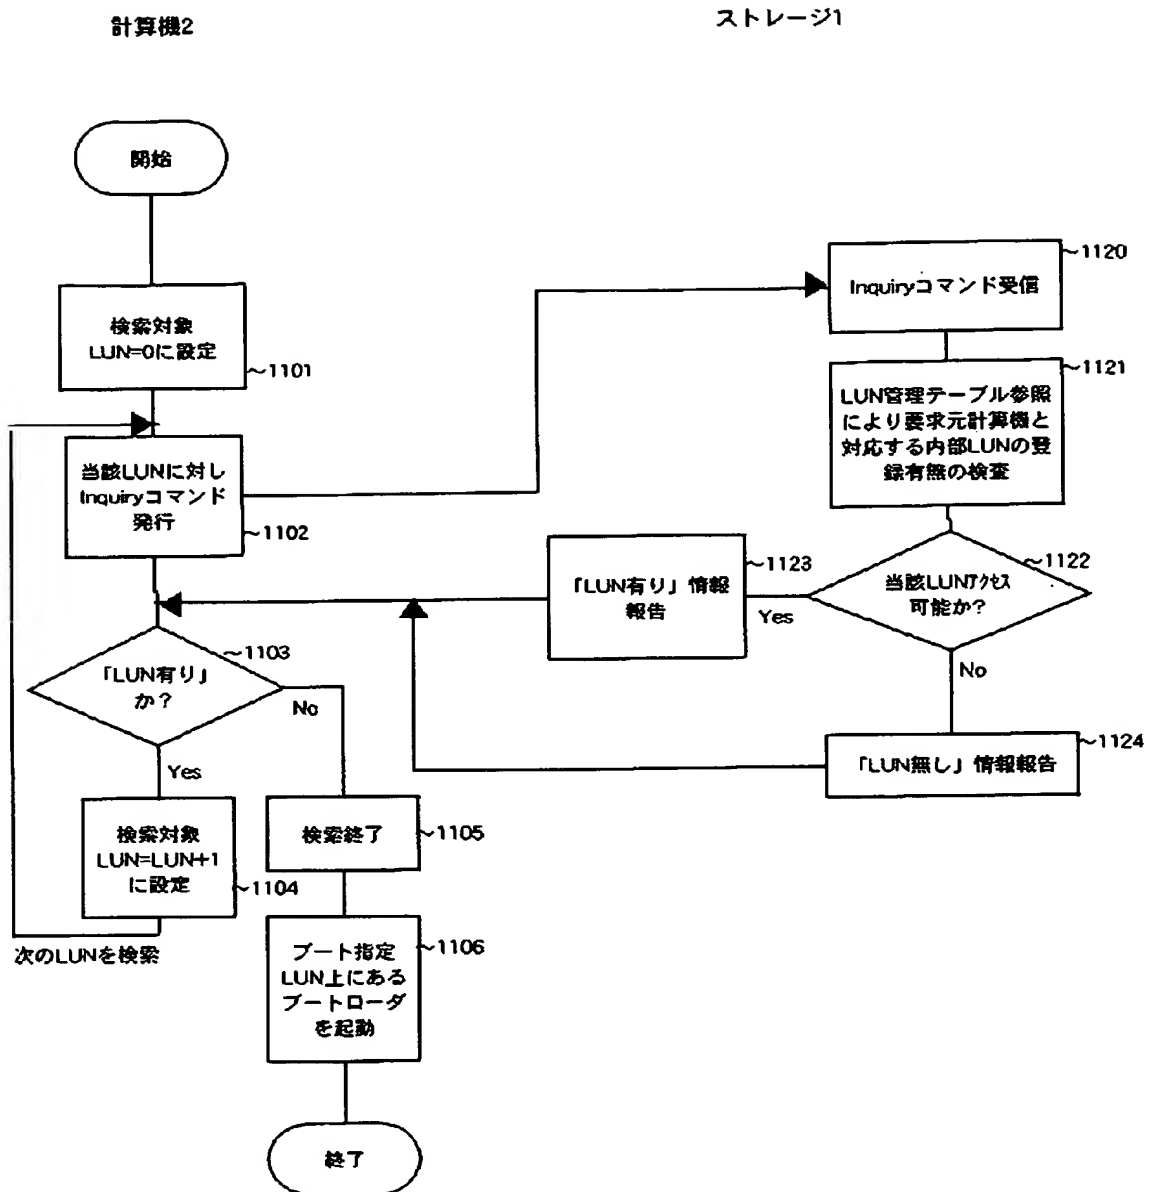 計算機2
ストレージ1
開始
検索対象
LUN=0に設定
~1101
当該LUNに対し
Inquiryコマンド
発行
~1102
「LUN有り」
か？
~1103
No
Yes
検索対象
LUN=LUN+1
に設定
~1104
次のLUNを検索
検索終了
~1105
ブート指定
LUN上にある
ブートローダ
を起動
~1106
終了
Inquiryコマンド受信
~1120
LUN管理テーブル参照
により要求元計算機と
対応する内部LUNの登
録有無の検査
~1121
当該LUNｱｸｾｽ
可能か？
~1122
Yes
No
「LUN有り」情報
報告
~1123
「LUN無し」情報報告
~1124